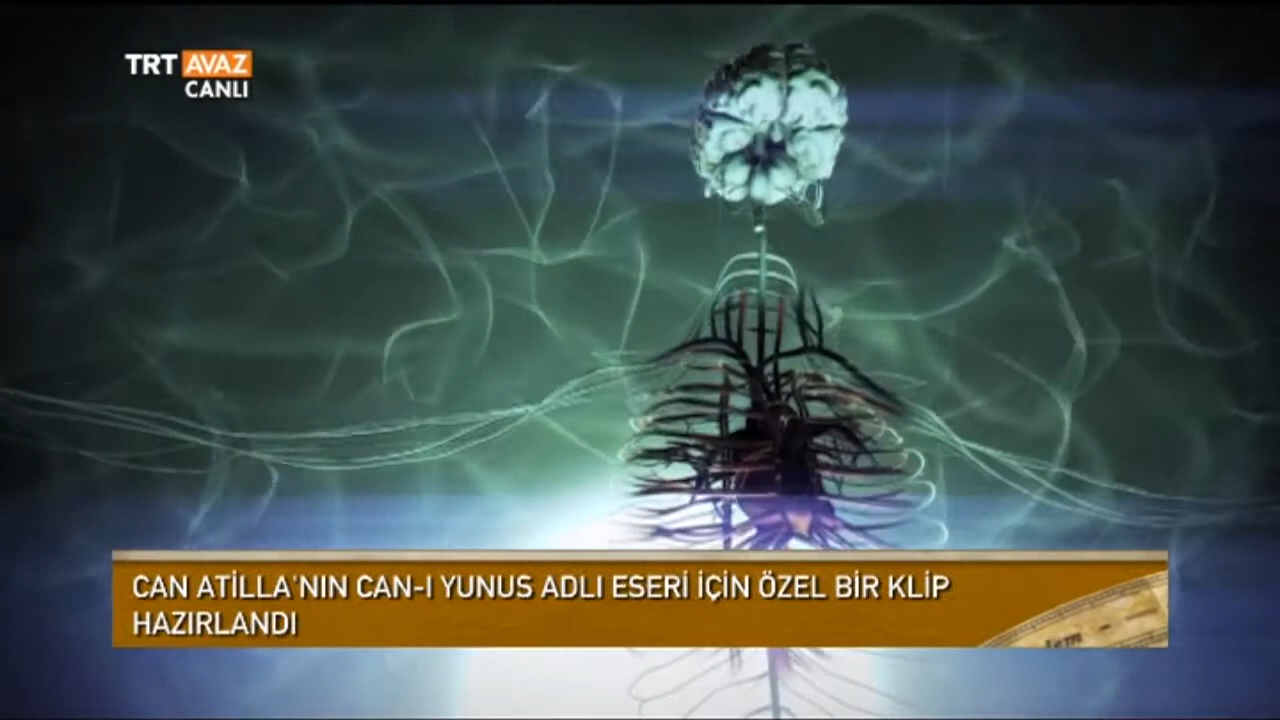 TRT AVAZ
CANLI
CAN ATİLLA'NIN CAN-I YUNUS ADLI ESERİ İÇİN ÖZEL BİR KLİP
HAZIRLANDI